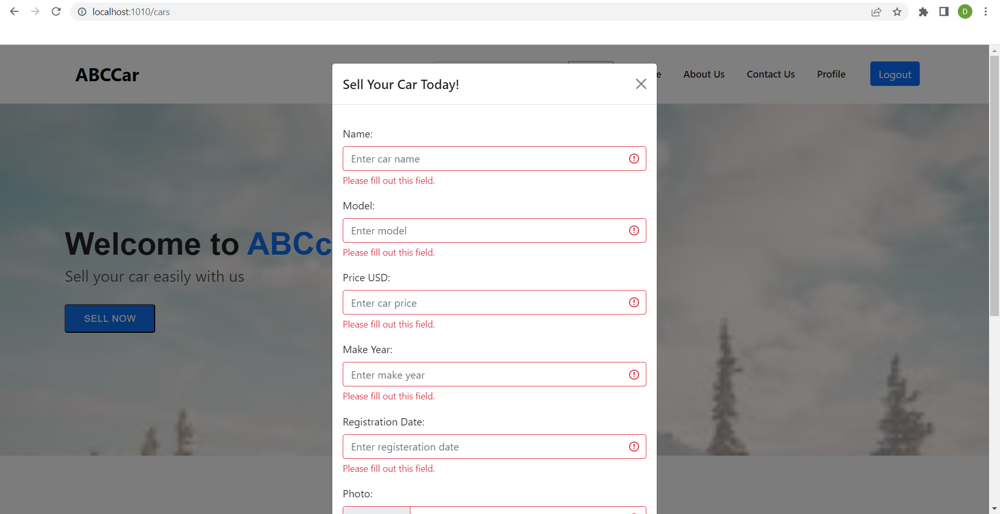 localhost:1010/cars
D
ABCCar
e
About Us
Contact Us
Profile
Logout
Sell Your Car Today!
Name:
Enter car name
Please fill out this field.
Model:
Enter model
Please fill out this field.
Price USD:
Enter car price
Please fill out this field.
Make Year:
Enter make year
Please fill out this field.
Registration Date:
Enter registeration date
Please fill out this field.
Photo:
Welcome to ABCc
Sell your car easily with us
SELL NOW